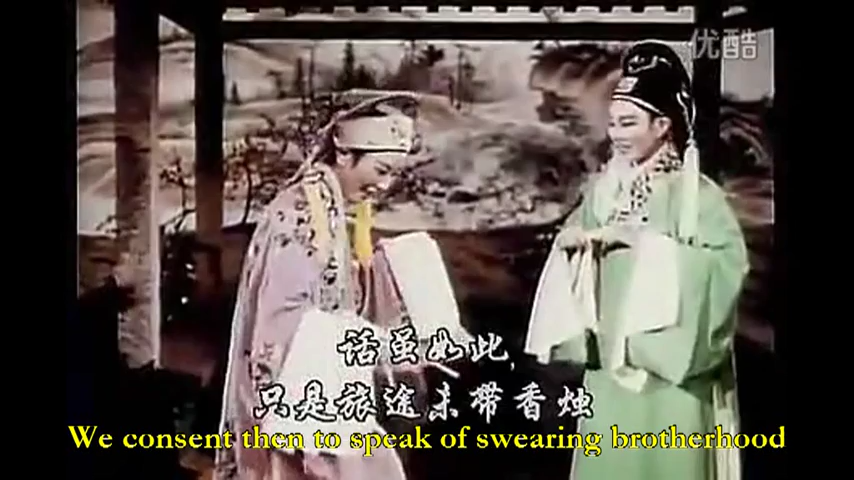 优酷
话虽如此,
只是旅途未带香烛
We consent then to speak of swearing brotherhood